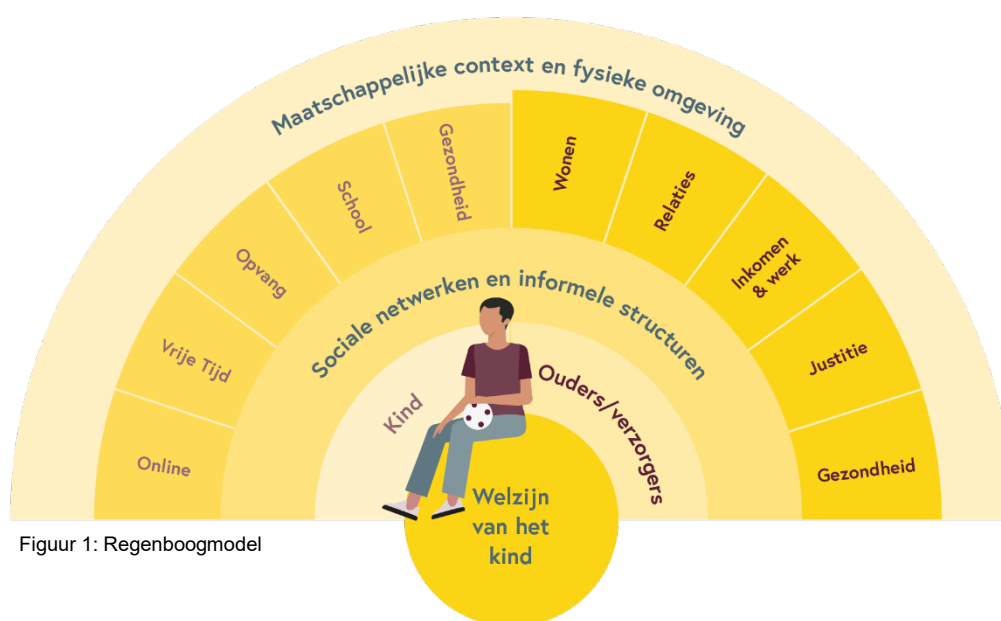 Maatschappelijke context en fysieke omgeving
Online
Vrije Tijd
Opvang
School
Gezondheid
Wonen
Relaties
Inkomen
& werk
Justitie
Gezondheid
Sociale netwerken en informele structuren
Kind
Ouders/verzorgers
Welzijn
van het
kind
Figuur 1: Regenboogmodel